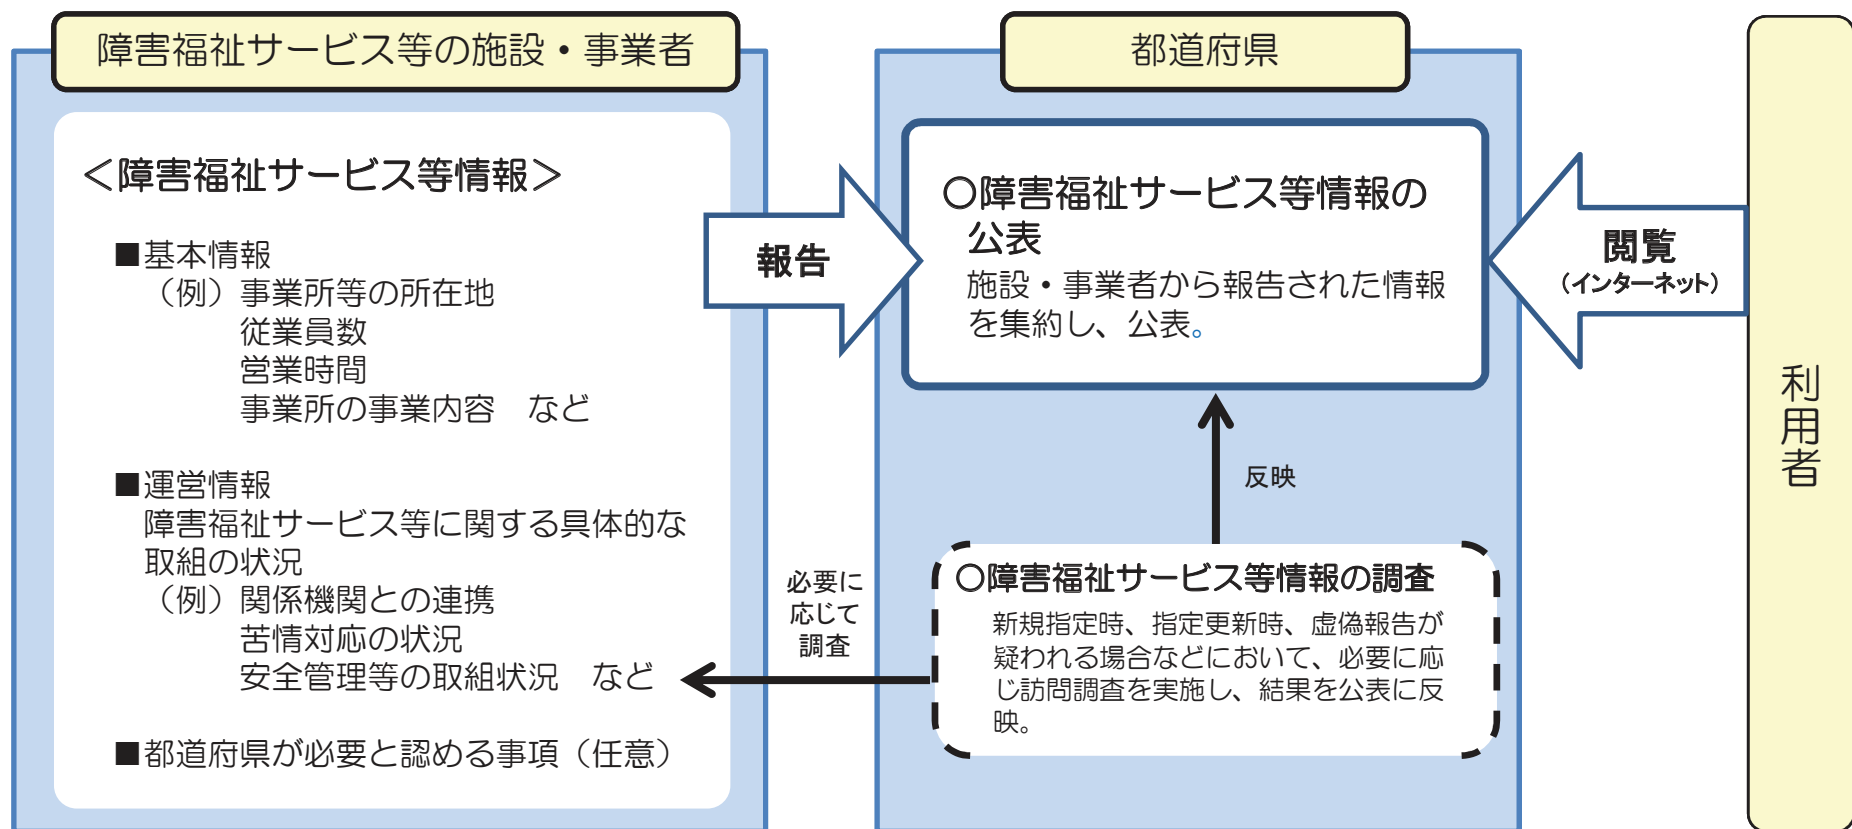 障害福祉サービス等の施設・事業者
＜障害福祉サービス等情報＞
■基本情報
（例）事業所等の所在地
従業員数
営業時間
事業所の事業内容　など
■運営情報
障害福祉サービス等に関する具体的な
取組の状況
（例）関係機関との連携
苦情対応の状況
安全管理等の取組状況　など
■都道府県が必要と認める事項（任意）
報告
必要に
応じて
調査
都道府県
○障害福祉サービス等情報の
公表
施設・事業者から報告された情報
を集約し、公表。
反映
○障害福祉サービス等情報の調査
新規指定時、指定更新時、虚偽報告が
疑われる場合などにおいて、必要に応
じ訪問調査を実施し、結果を公表に反
映。
閲覧
（インターネット）
利用者